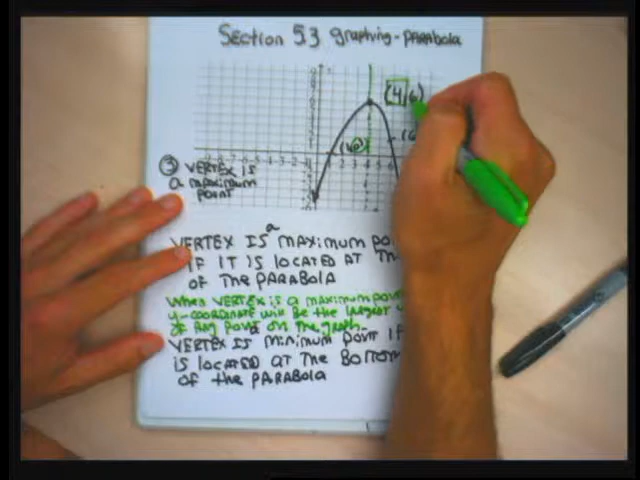 Section 5.3 graphing-parabola
(4,6)
③ VERTEX IS
a maximum
point
VERTEX IS a maximum
IF IT IS LOCATED AT
OF THE PARABOLA
When VERTEX is a maximum point
y-coordinate will be the largest
of any point on the graph.
VERTEX IS a minimum point IF
is LOCATED AT THE BOTTOM
OF the PARABOLA